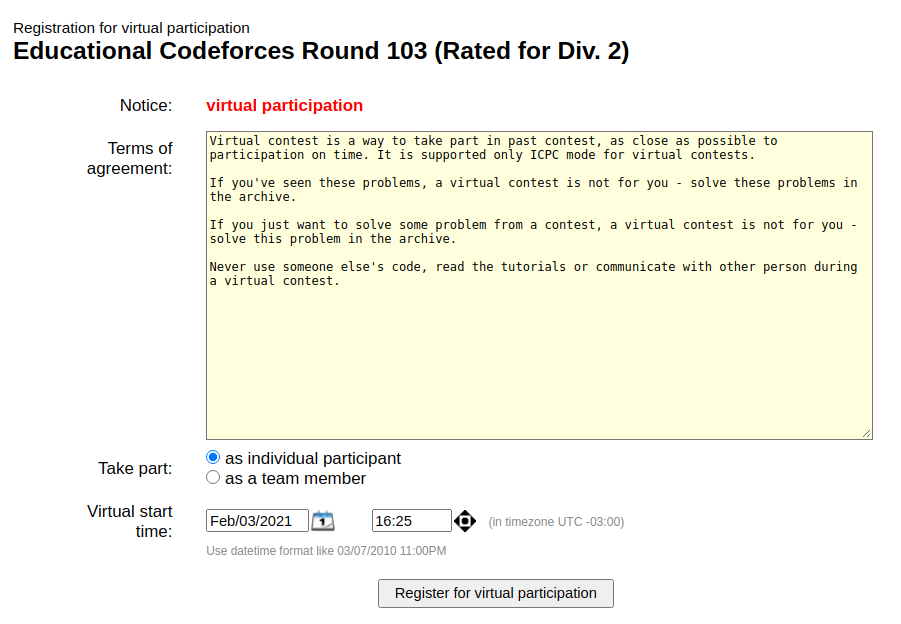 Registration for virtual participation
Educational Codeforces Round 103 (Rated for Div. 2)
Notice: virtual participation
Terms of agreement:
Virtual contest is a way to take part in past contest, as close as possible to
participation on time. It is supported only ICPC mode for virtual contests.
If you've seen these problems, a virtual contest is not for you - solve these problems in
the archive.
If you just want to solve some problem from a contest, a virtual contest is not for you -
solve this problem in the archive.
Never use someone else's code, read the tutorials or communicate with other person during
a virtual contest.
Take part:
as individual participant
as a team member
Virtual start
time:
Feb/03/2021 1 16:25 (in timezone UTC -03:00)
Use datetime format like 03/07/2010 11:00PM
Register for virtual participation